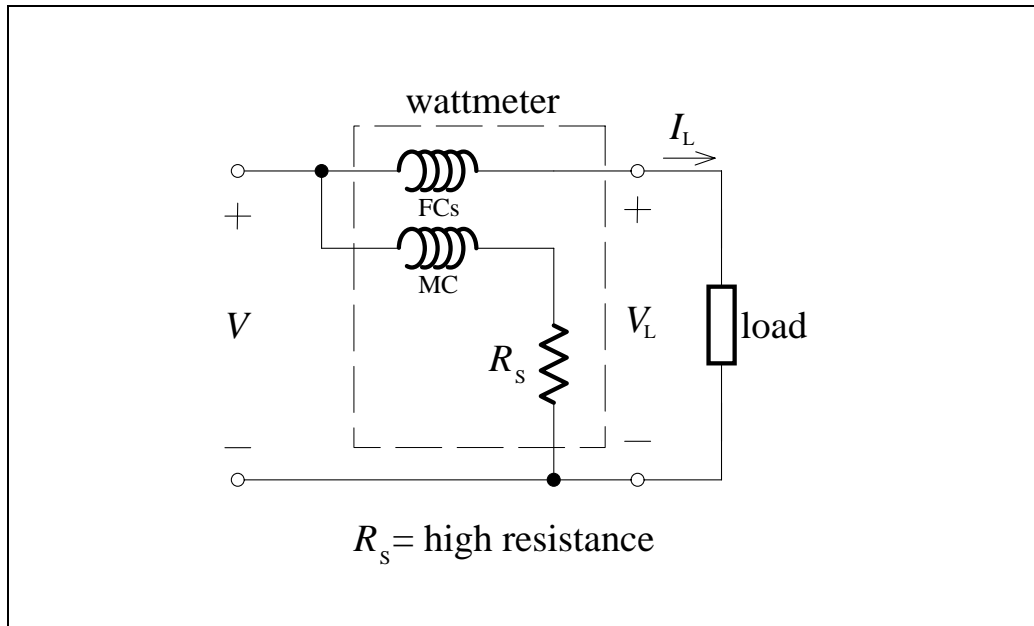 wattmeter
I_L
FCs
+
+
MC
V
V_L
load
R_s
−
−
R_s = high resistance